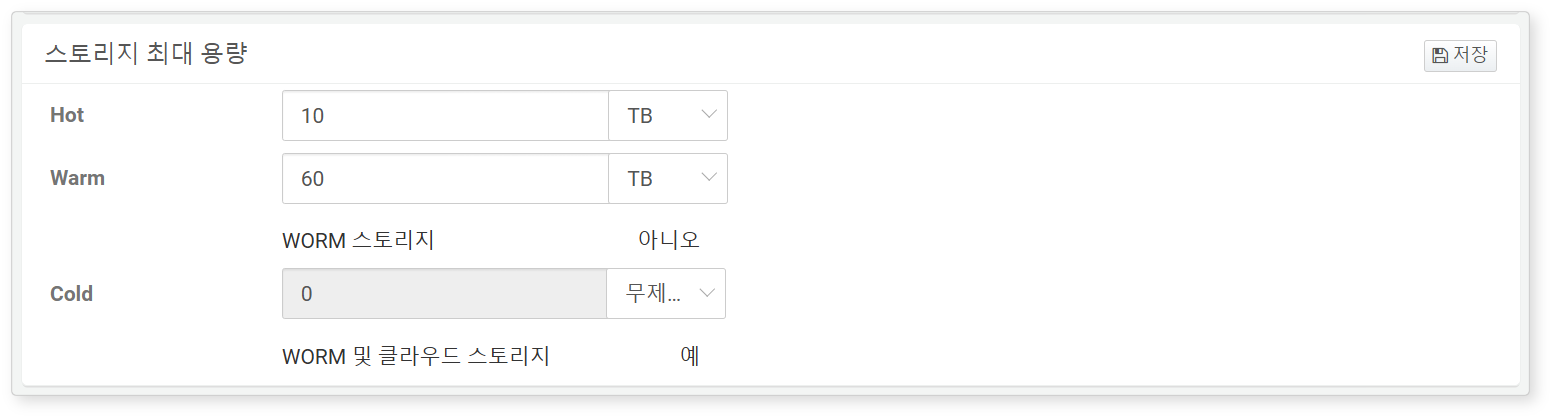 스토리지 최대 용량 저장
Hot 10 TB
Warm 60 TB
WORM 스토리지 아니오
Cold 0 무제...
WORM 및 클라우드 스토리지 예